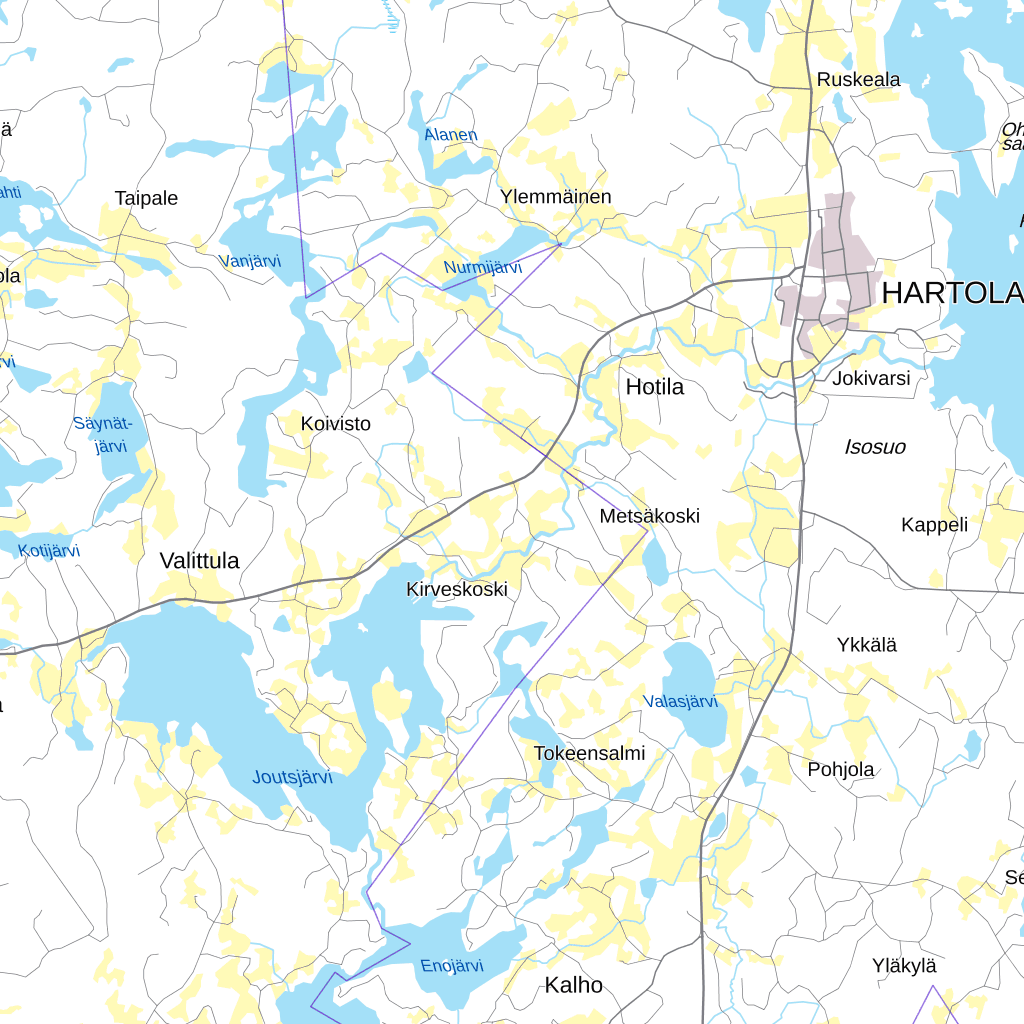 Ruskeala
Alanen
Taipale
Ylemmäinen
Vanjärvi
Nurmijärvi
HARTOLA
Jokivarsi
Hotila
Säynät-
järvi
Koivisto
Isosuo
Metsäkoski
Kappeli
Kotijärvi
Valittula
Kirveskoski
Ykkälä
Valasjärvi
Tokeensalmi
Pohjola
Joutsjärvi
Enojärvi
Yläkylä
Kalho